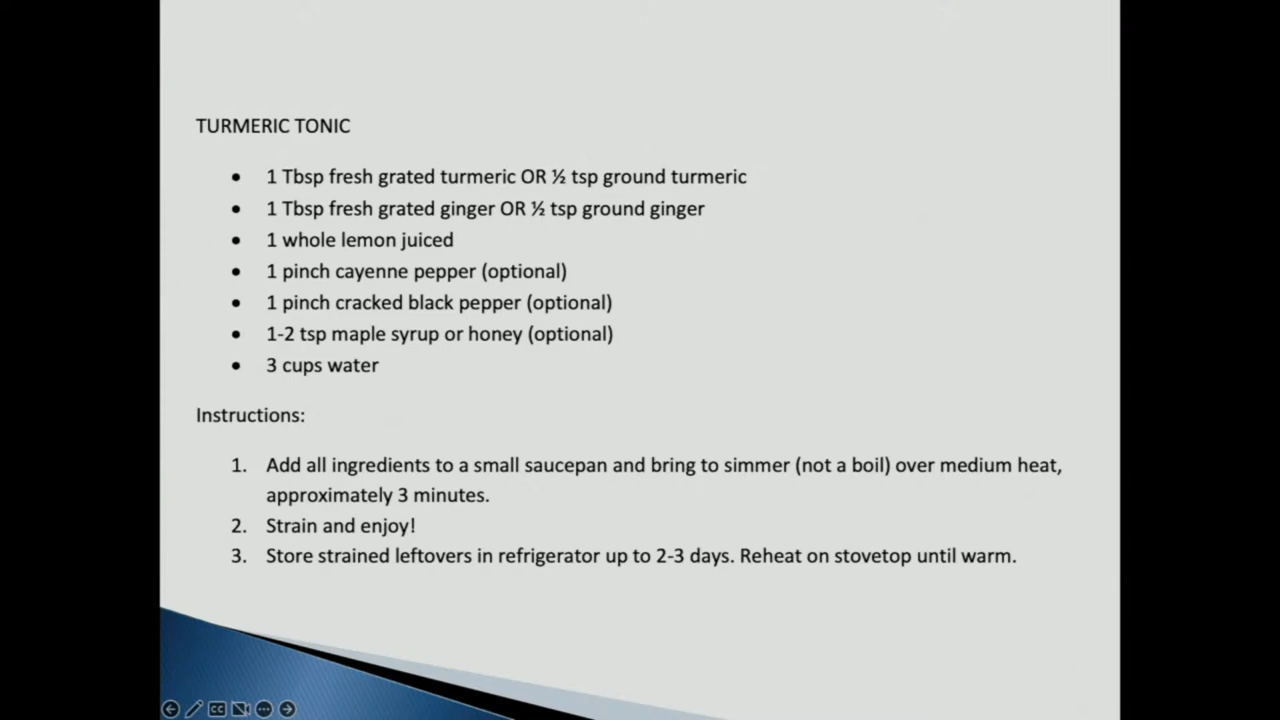 TURMERIC TONIC
• 1 Tbsp fresh grated turmeric OR ½ tsp ground turmeric
• 1 Tbsp fresh grated ginger OR ½ tsp ground ginger
• 1 whole lemon juiced
• 1 pinch cayenne pepper (optional)
• 1 pinch cracked black pepper (optional)
• 1-2 tsp maple syrup or honey (optional)
• 3 cups water
Instructions:
1. Add all ingredients to a small saucepan and bring to simmer (not a boil) over medium heat,
approximately 3 minutes.
2. Strain and enjoy!
3. Store strained leftovers in refrigerator up to 2-3 days. Reheat on stovetop until warm.
CC